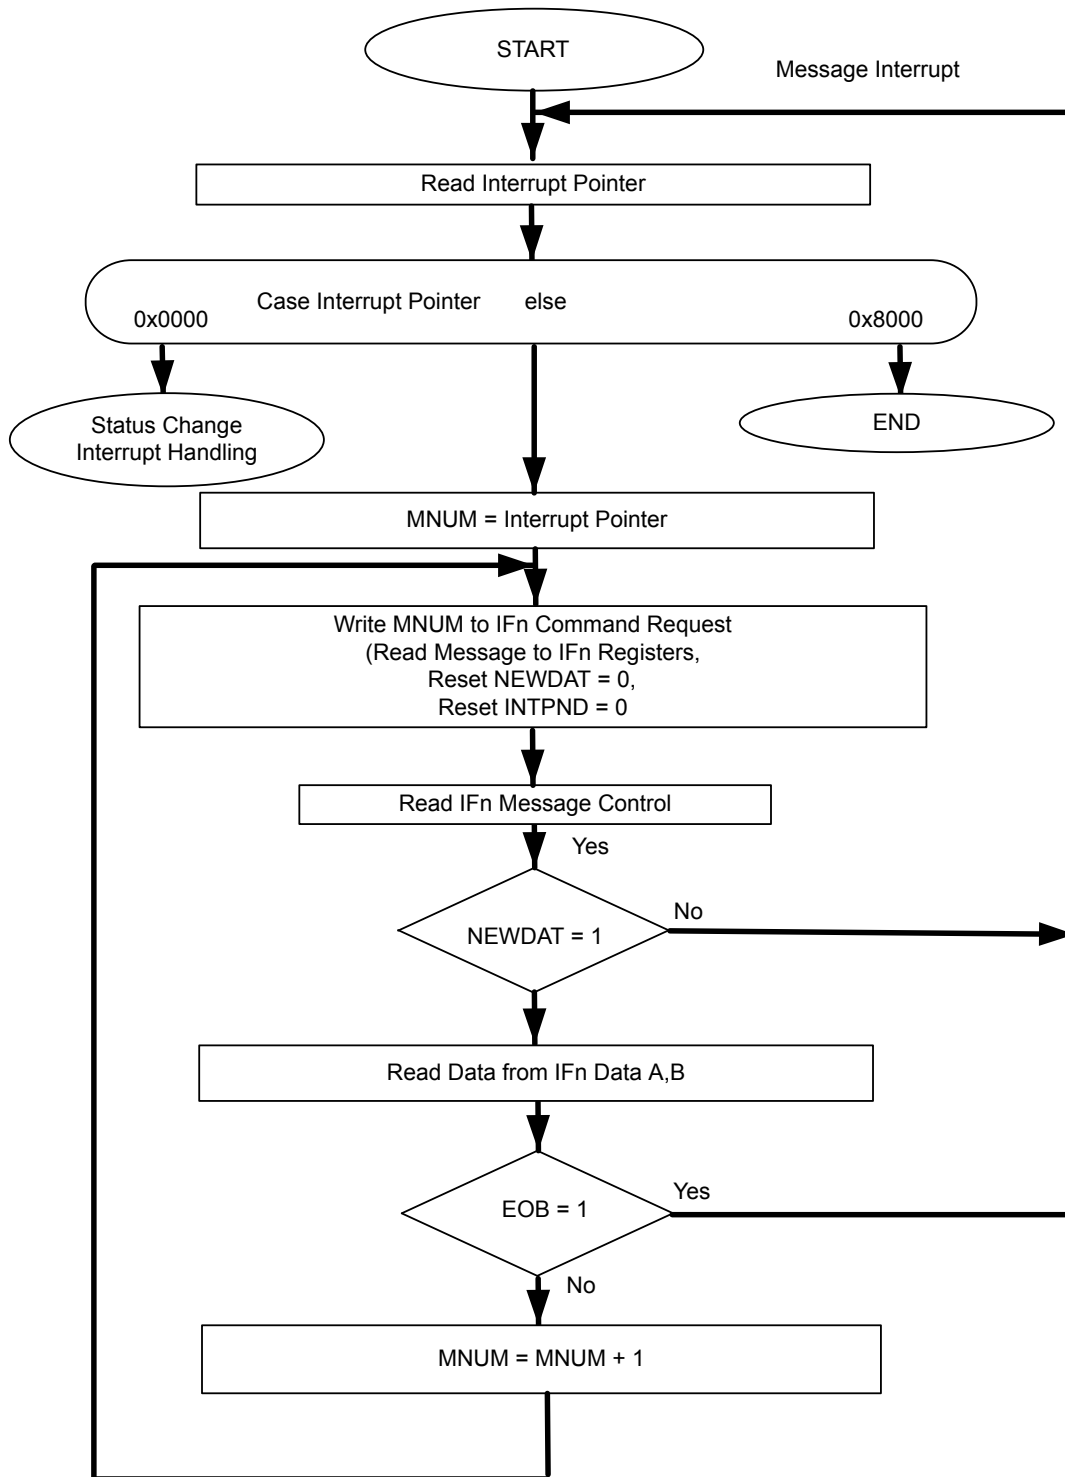 START
Message Interrupt
Read Interrupt Pointer
Case Interrupt Pointer else
0x0000 0x8000
Status Change
Interrupt Handling
END
MNUM = Interrupt Pointer
Write MNUM to IFn Command Request
(Read Message to IFn Registers,
Reset NEWDAT = 0,
Reset INTPND = 0
Read IFn Message Control
Yes
NEWDAT = 1
No
Read Data from IFn Data A,B
EOB = 1
Yes
No
MNUM = MNUM + 1